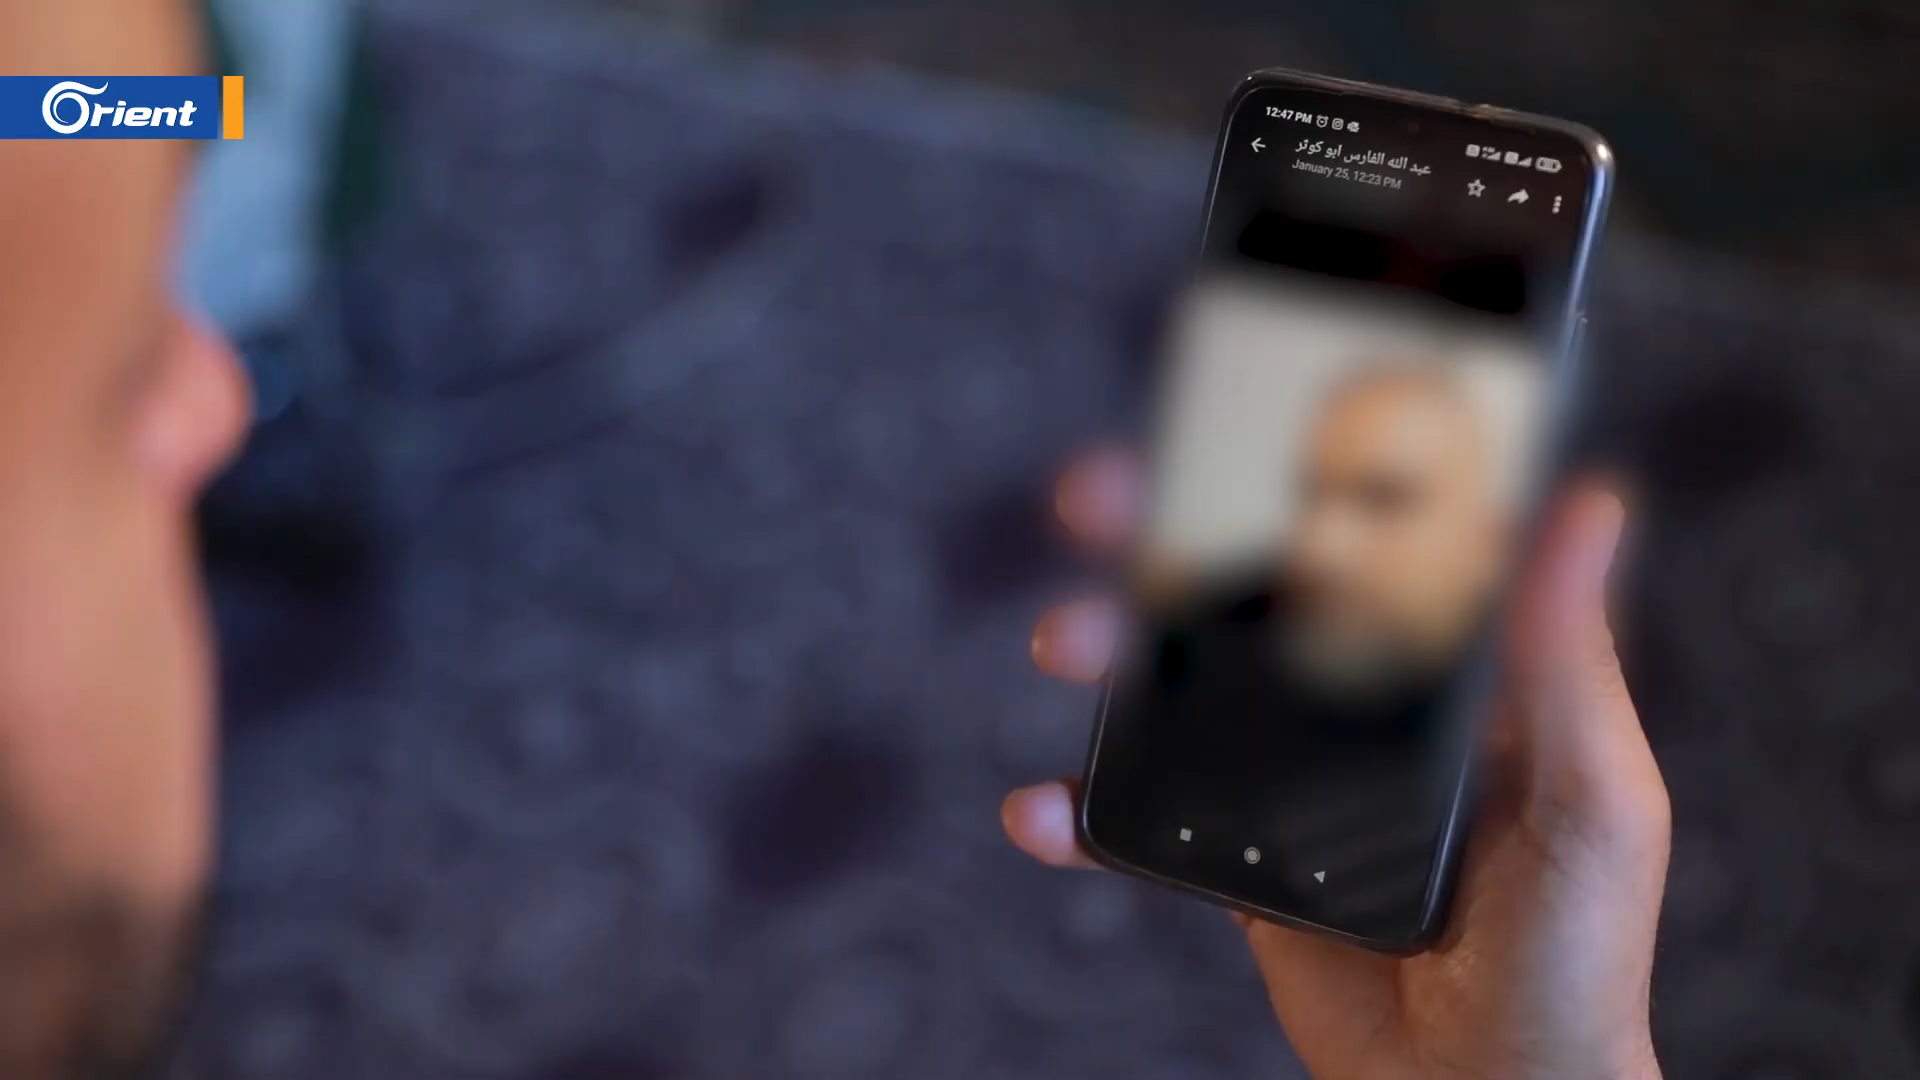 Orient
12:47 PM
عبد الله الفارس ابو كوثر
January 25, 12:23 PM